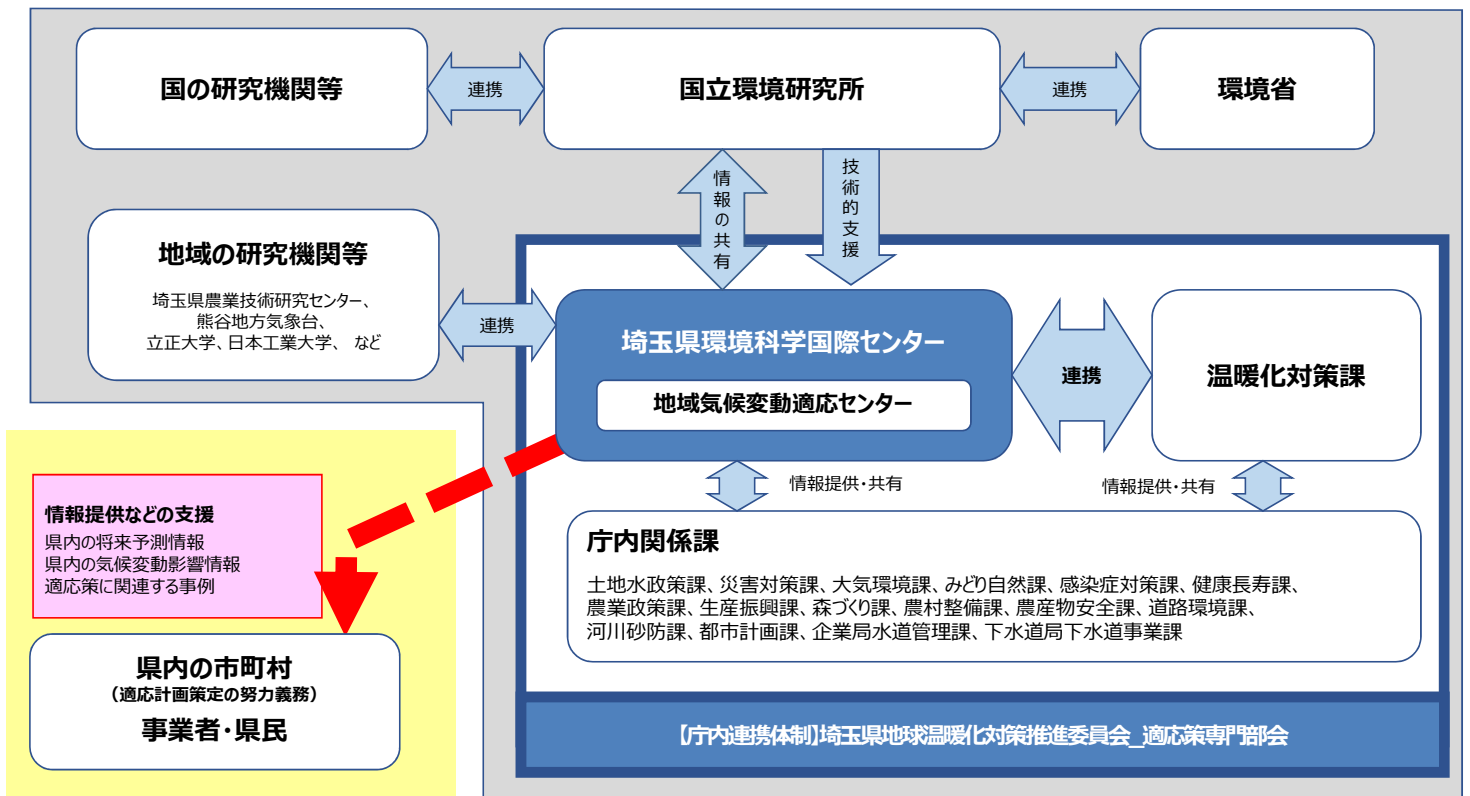 国の研究機関等
連携
国立環境研究所
連携
環境省
情報の共有
技術的支援
地域の研究機関等
埼玉県農業技術研究センター、
熊谷地方気象台、
立正大学、日本工業大学、 など
連携
埼玉県環境科学国際センター
地域気候変動適応センター
連携
温暖化対策課
情報提供・共有
情報提供・共有
庁内関係課
土地水政策課、災害対策課、大気環境課、みどり自然課、感染症対策課、健康長寿課、
農業政策課、生産振興課、森づくり課、農村整備課、農産物安全課、道路環境課、
河川砂防課、都市計画課、企業局水道管理課、下水道局下水道事業課
【庁内連携体制】埼玉県地球温暖化対策推進委員会_適応策専門部会
情報提供などの支援
県内の将来予測情報
県内の気候変動影響情報
適応策に関連する事例
県内の市町村
(適応計画策定の努力義務)
事業者・県民